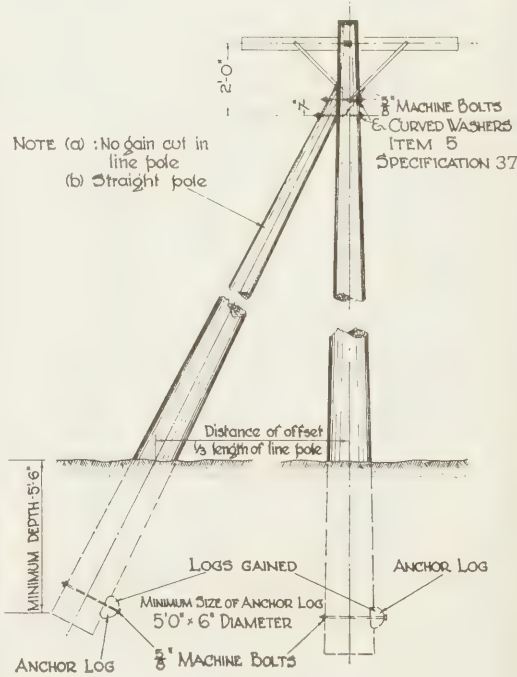 2'-0"
5/8" MACHINE BOLTS
& CURVED WASHERS
ITEM 5
SPECIFICATION 37
NOTE (a) : No gain cut in
line pole
(b) Straight pole
Distance of offset
1/3 length of line pole
MINIMUM DEPTH-5'-6"
LOGS GAINED
ANCHOR LOG
MINIMUM SIZE OF ANCHOR LOG
5'0" × 6" DIAMETER
5/8" MACHINE BOLTS
ANCHOR LOG